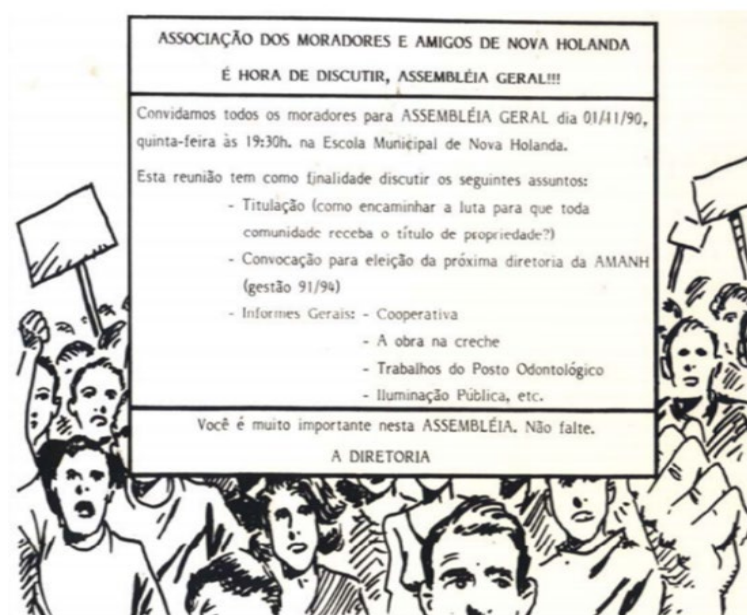 ASSOCIAÇÃO DOS MORADORES E AMIGOS DE NOVA HOLANDA
É HORA DE DISCUTIR, ASSEMBLÉIA GERAL!!!
Convidamos todos os moradores para ASSEMBLÉIA GERAL dia 01/11/90,
quinta-feira às 19:30h. na Escola Municipal de Nova Holanda.
Esta reunião tem como finalidade discutir os seguintes assuntos:
- Titulação (como encaminhar a luta para que toda
comunidade receba o título de propriedade?)
- Convocação para eleição da próxima diretoria da AMANH
(gestão 91/94)
- Informes Gerais: - Cooperativa
- A obra na creche
- Trabalhos do Posto Odontológico
- Iluminação Pública, etc.
Você é muito importante nesta ASSEMBLÉIA. Não falte.
A DIRETORIA